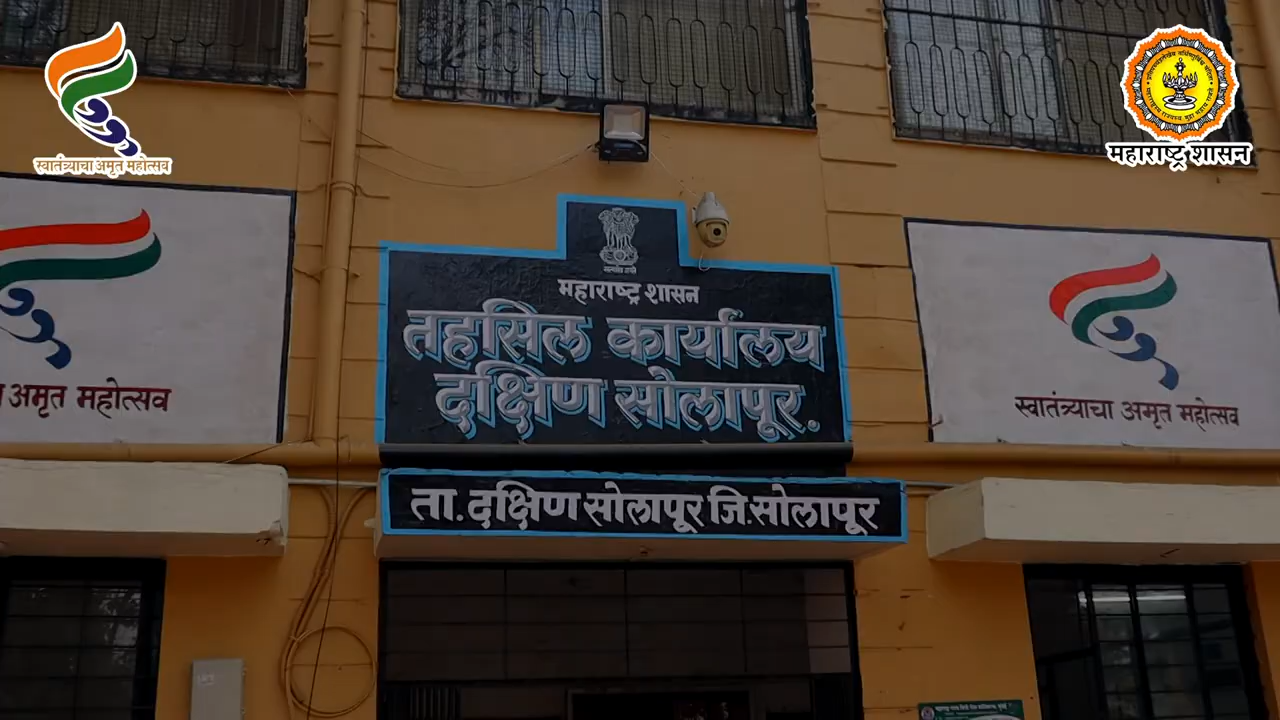 स्वातंत्र्याचा अमृत महोत्सव
महाराष्ट्र शासन
महाराष्ट्र शासन
तहसिल कार्यालय
दक्षिण सोलापूर.
ता. दक्षिण सोलापूर जि.सोलापूर
अमृत महोत्सव
स्वातंत्र्याचा अमृत महोत्सव